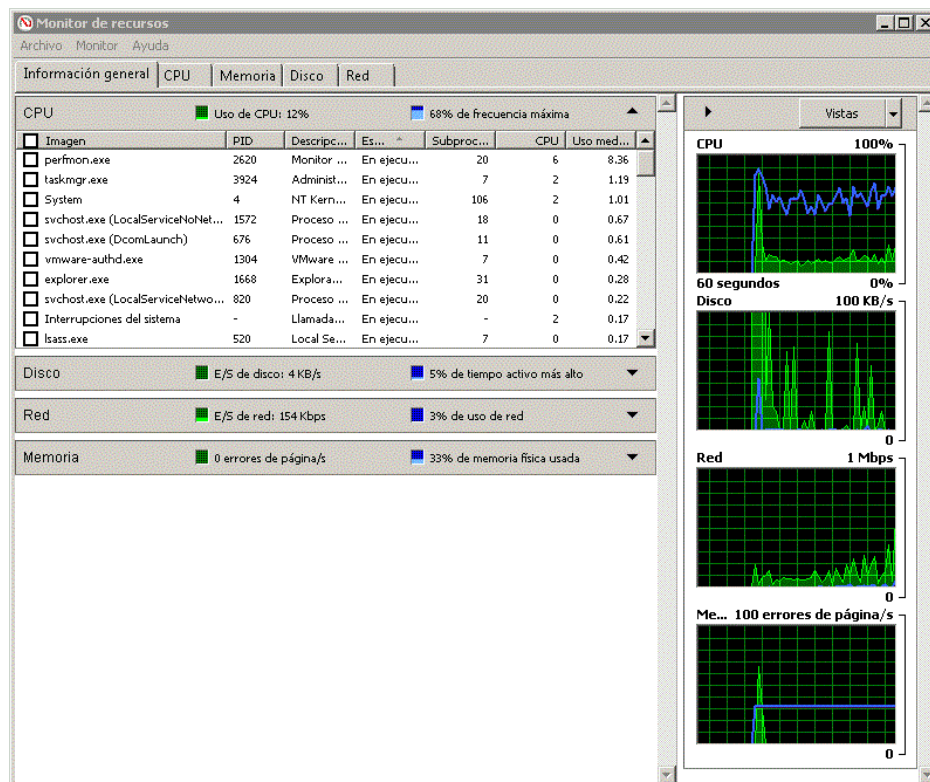 Monitor de recursos
Archivo Monitor Ayuda
Información general CPU Memoria Disco Red
CPU Uso de CPU: 12% 68% de frecuencia máxima
Imagen PID Descripc... Es... Subproc... CPU Uso med...
perfmon.exe 2620 Monitor ... En ejecu... 20 6 8.36
taskmgr.exe 3924 Administ... En ejecu... 7 2 1.19
System 4 NT Kern... En ejecu... 106 2 1.01
svchost.exe (LocalServiceNoNet... 1572 Proceso ... En ejecu... 18 0 0.67
svchost.exe (DcomLaunch) 676 Proceso ... En ejecu... 11 0 0.61
vmware-authd.exe 1304 VMware ... En ejecu... 7 0 0.42
explorer.exe 1668 Explora... En ejecu... 31 0 0.28
svchost.exe (LocalServiceNetwo... 820 Proceso ... En ejecu... 20 0 0.22
Interrupciones del sistema - Llamada... En ejecu... - 2 0.17
lsass.exe 520 Local Se... En ejecu... 7 0 0.17
Disco E/S de disco: 4 KB/s 5% de tiempo activo más alto
Red E/S de red: 154 Kbps 3% de uso de red
Memoria 0 errores de página/s 33% de memoria física usada
Vistas
CPU 100%
60 segundos 0%
Disco 100 KB/s
0
Red 1 Mbps
0
Me... 100 errores de página/s
0